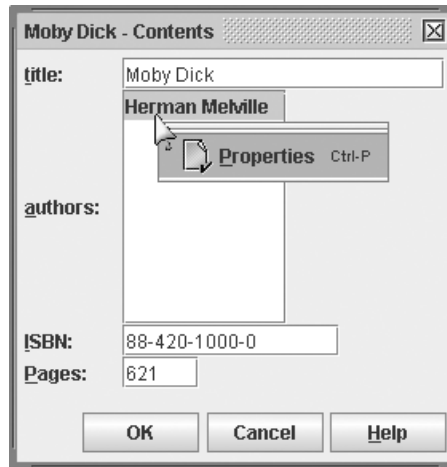 Moby Dick - Contents
title: Moby Dick
Herman Melville
Properties Ctrl-P
authors:
ISBN: 88-420-1000-0
Pages: 621
OK Cancel Help